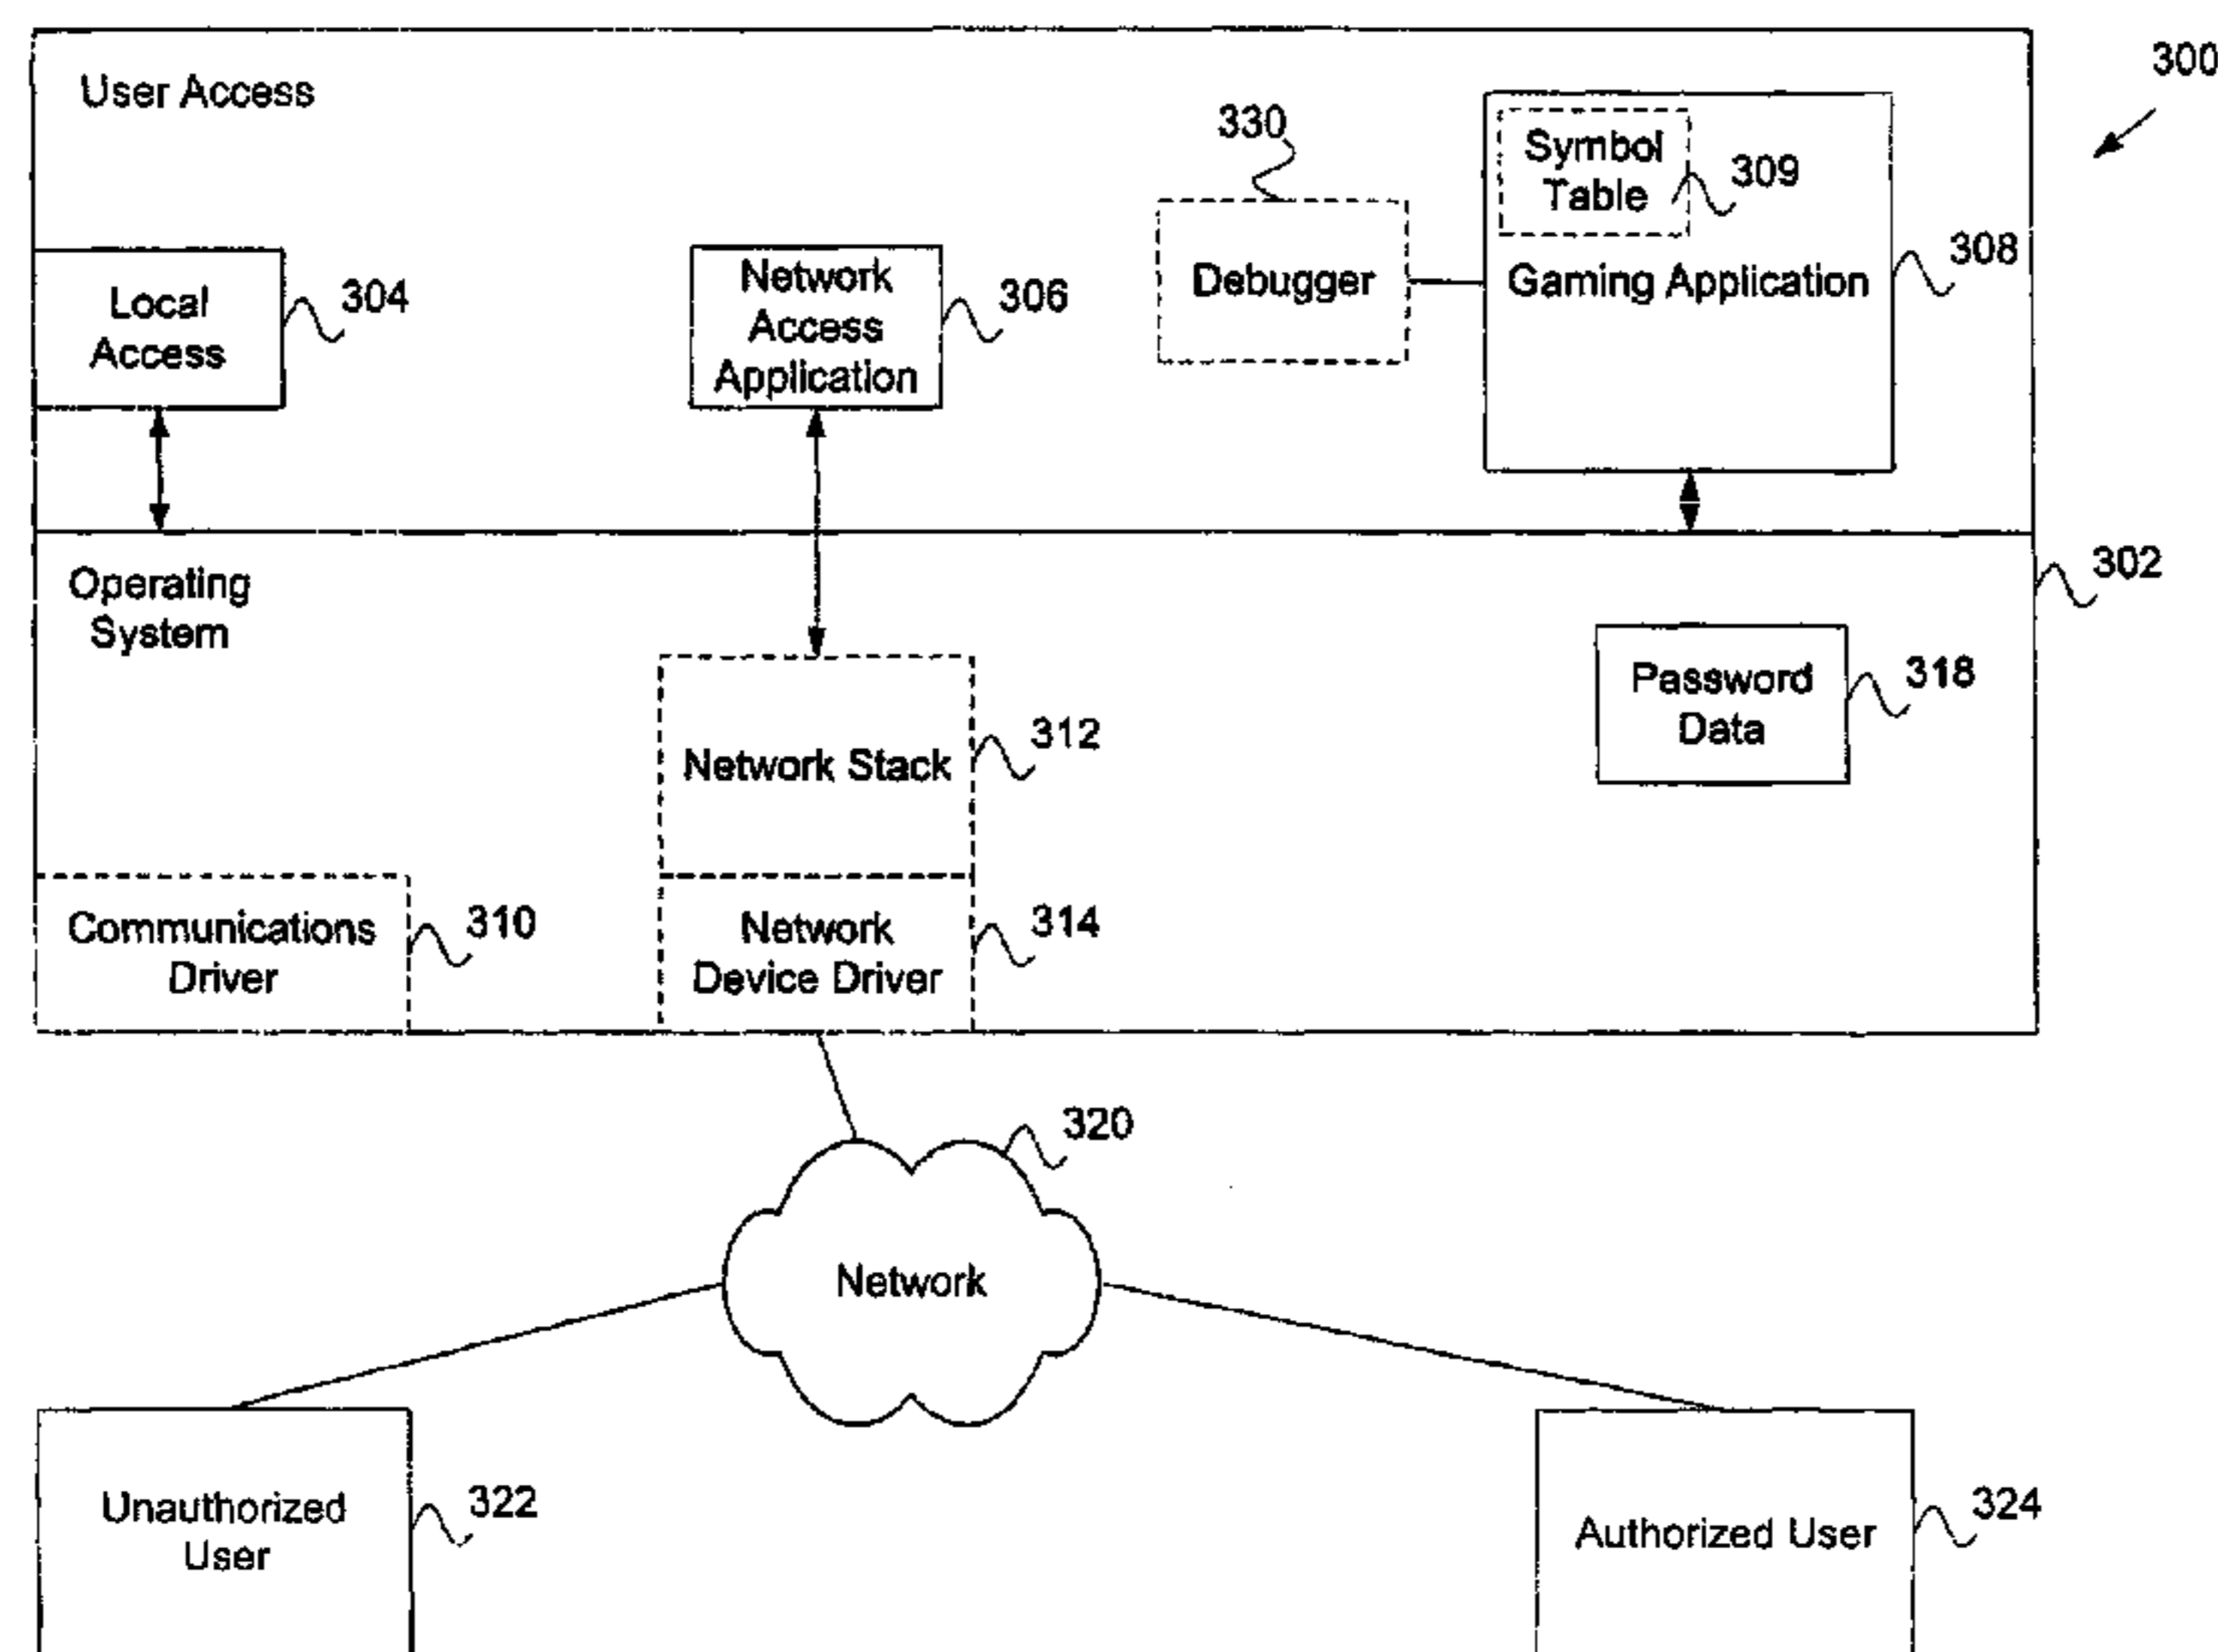 300
User Access
330
Symbol
Table
309
308
Debugger
Gaming Application
Local
Access
304
Network
Access
Application
306
Operating
System
302
Password
Data
318
Network Stack
312
Communications
Driver
310
Network
Device Driver
314
320
Network
Unauthorized
User
322
Authorized User
324